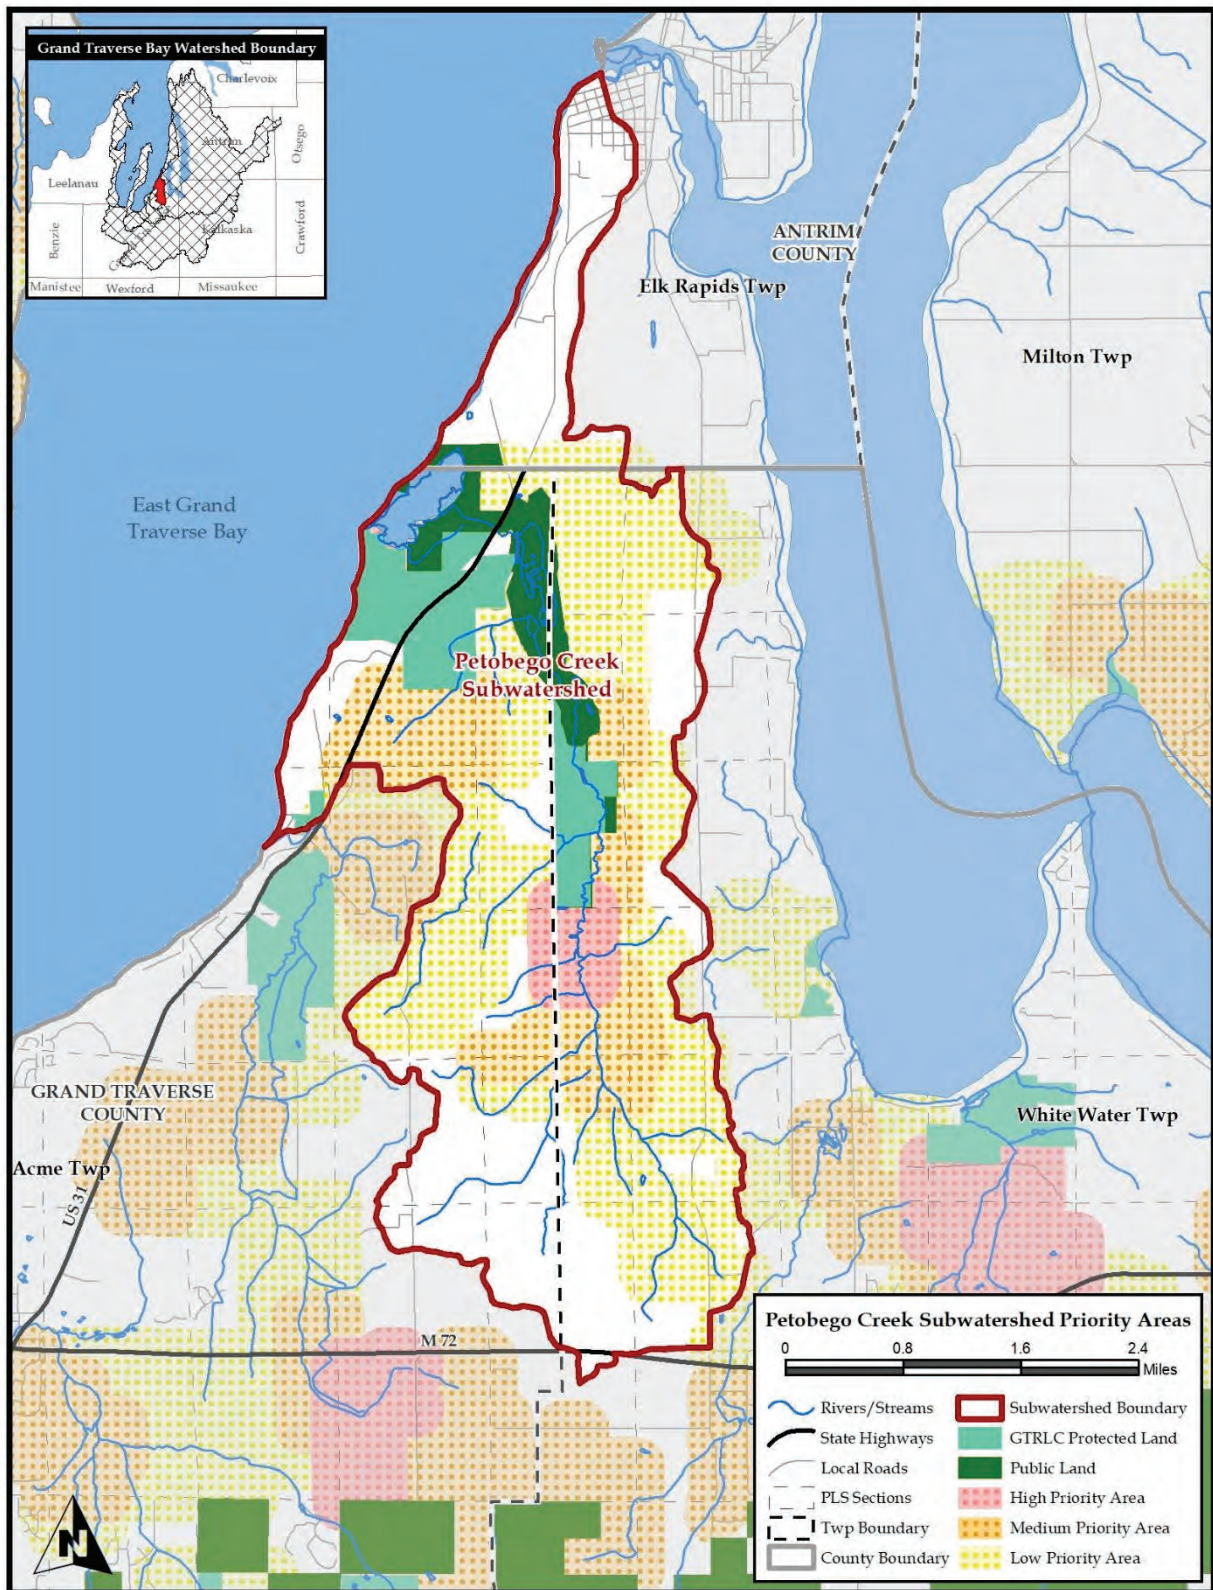 Grand Traverse Bay Watershed Boundary
Charlevoix
Antrim
Otsego
Leelanau
Benzie
Kalkaska
Crawford
Manistee
Wexford
Missaukee
ANTRIM
COUNTY
Elk Rapids Twp
Milton Twp
East Grand
Traverse Bay
Petobego Creek
Subwatershed
GRAND TRAVERSE
COUNTY
White Water Twp
Acme Twp
US 31
M 72
N
Petobego Creek Subwatershed Priority Areas
0 0.8 1.6 2.4
Miles
Rivers/Streams
State Highways
Local Roads
PLS Sections
Twp Boundary
County Boundary
Subwatershed Boundary
GTRLC Protected Land
Public Land
High Priority Area
Medium Priority Area
Low Priority Area